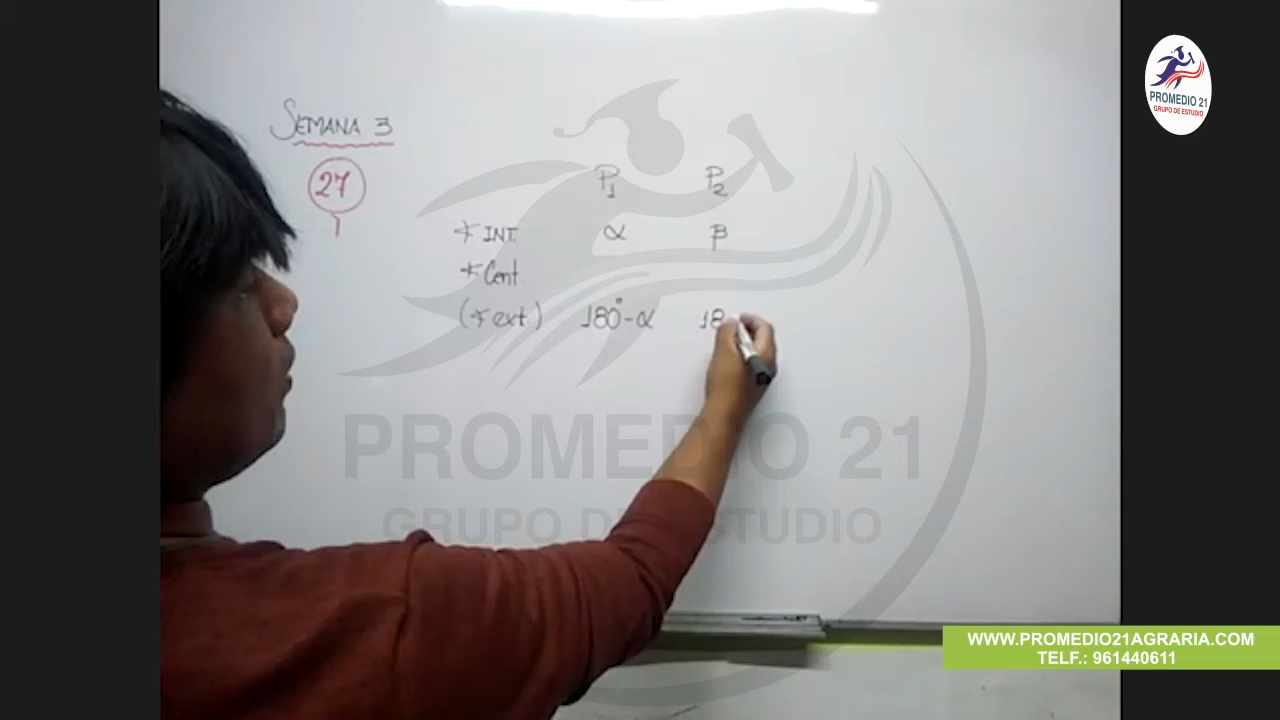 SEMANA 3
27
P1 P2
∢ INT. α β
∢ Cent
(∢ ext) 180°-α 18
PROMEDIO 21
GRUPO DE ESTUDIO
PROMEDIO 21
GRUPO DE ESTUDIO
WWW.PROMEDIO21AGRARIA.COM
TELF.: 961440611